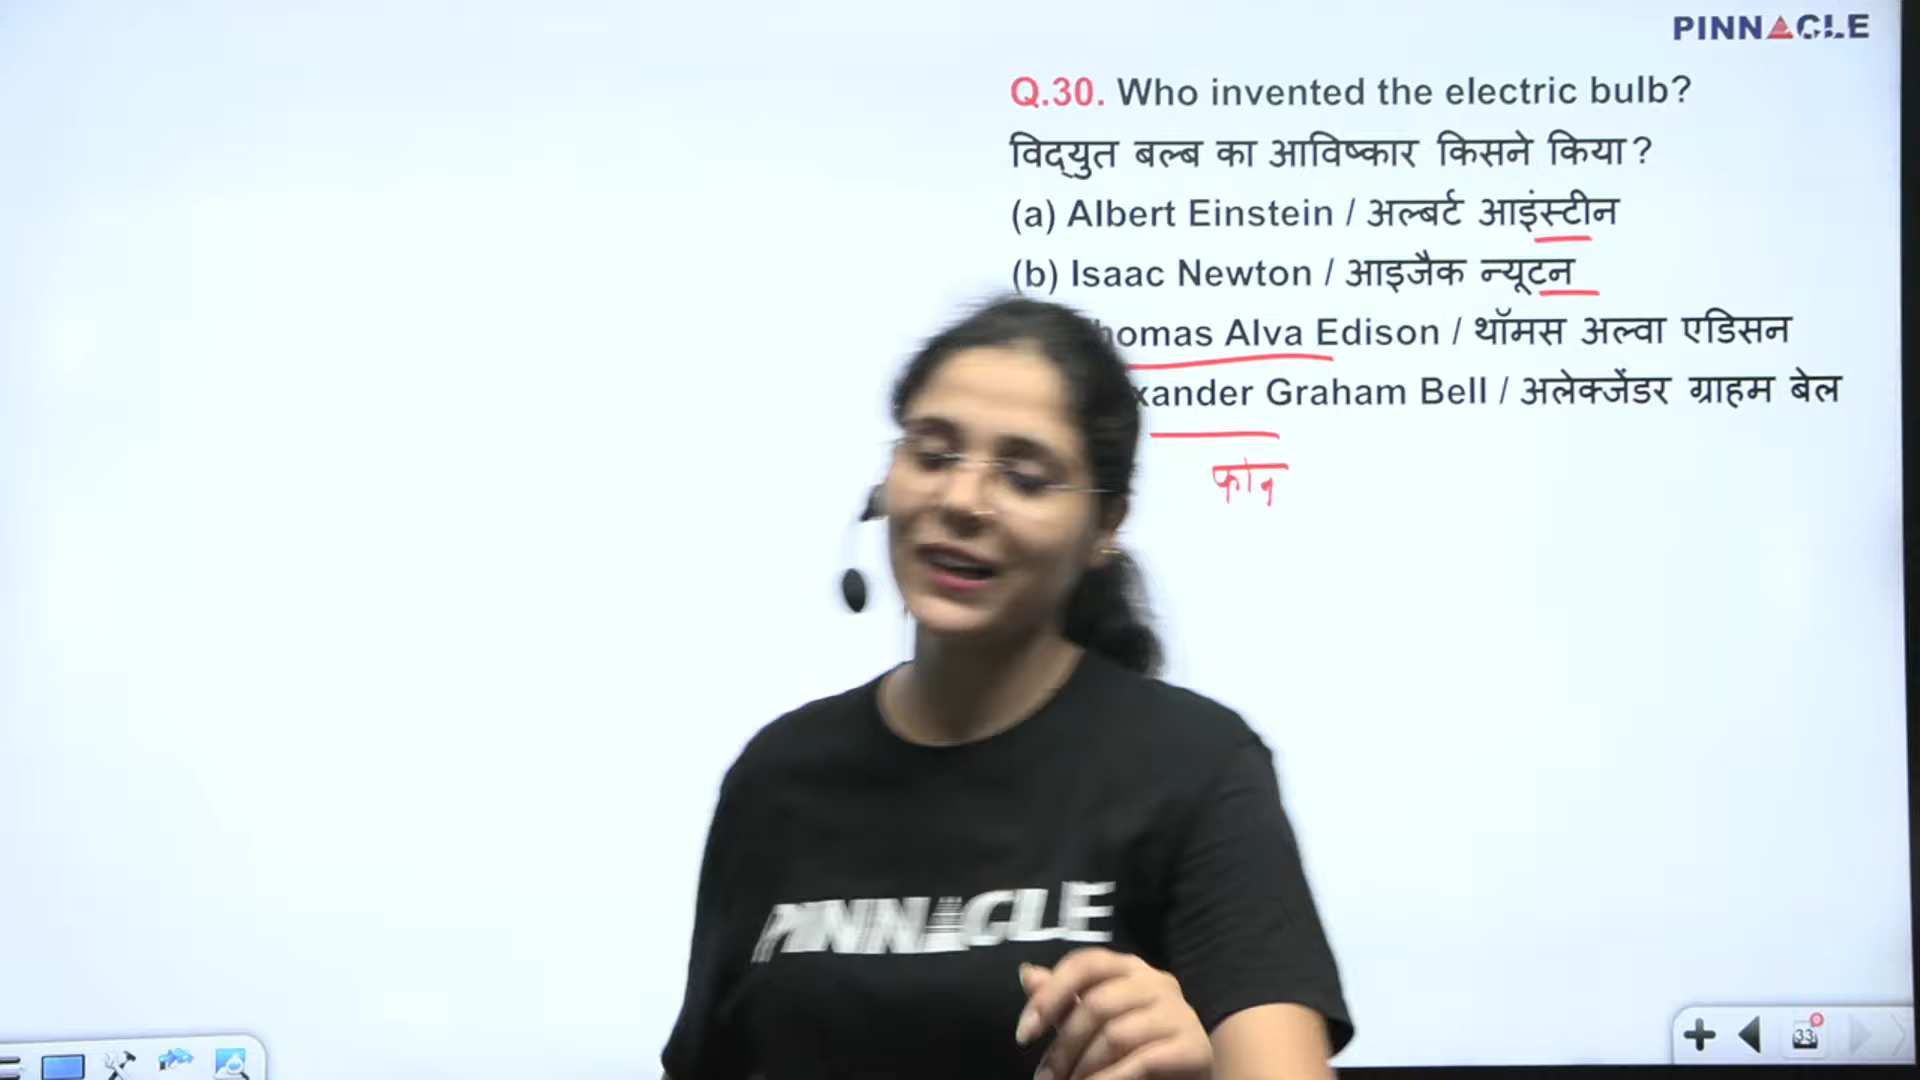 PINNACLE
Q.30. Who invented the electric bulb?
विद्युत बल्ब का आविष्कार किसने किया?
(a) Albert Einstein / अल्बर्ट आइंस्टीन
(b) Isaac Newton / आइजैक न्यूटन
homas Alva Edison / थॉमस अल्वा एडिसन
xander Graham Bell / अलेक्जेंडर ग्राहम बेल
फोन
PINNACLE
33